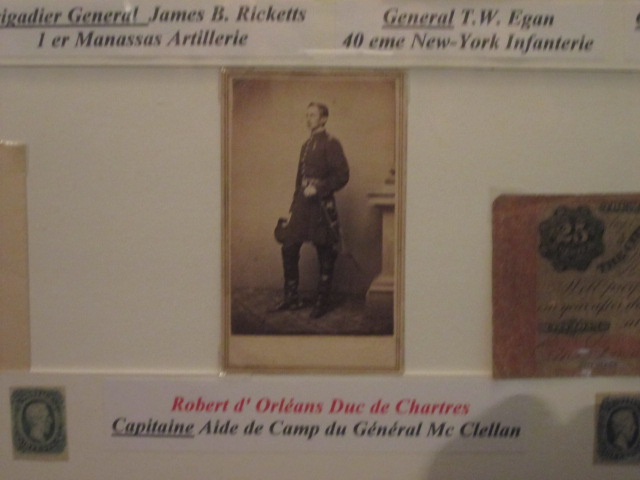 Brigadier General James B. Ricketts
1 er Manassas Artillerie
General T.W. Egan
40 eme New-York Infanterie
25
Robert d' Orléans Duc de Chartres
Capitaine Aide de Camp du Général Mc Clellan